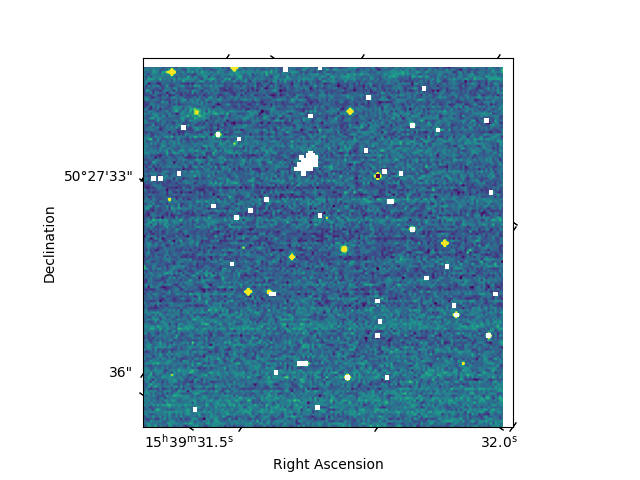 50°27'33"
Declination
36"
15ʰ39ᵐ31.5ˢ
32.0ˢ
Right Ascension